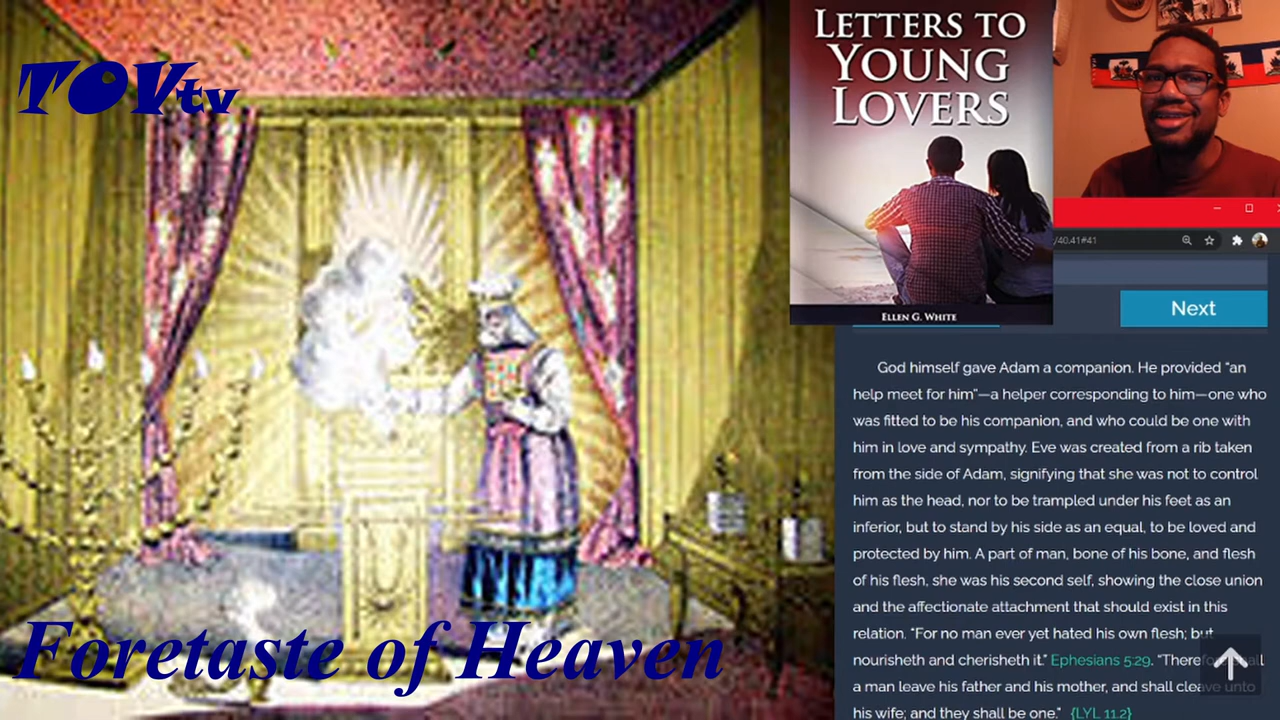 TOVtv
LETTERS TO
YOUNG
LOVERS
ELLEN G. WHITE
/40.41#41
Next
God himself gave Adam a companion. He provided "an
help meet for him"—a helper corresponding to him—one who
was fitted to be his companion, and who could be one with
him in love and sympathy. Eve was created from a rib taken
from the side of Adam, signifying that she was not to control
him as the head, nor to be trampled under his feet as an
inferior, but to stand by his side as an equal, to be loved and
protected by him. A part of man, bone of his bone, and flesh
of his flesh, she was his second self, showing the close union
and the affectionate attachment that should exist in this
relation. "For no man ever yet hated his own flesh; but
nourisheth and cherisheth it." Ephesians 5:29. "Therefore shall
a man leave his father and his mother, and shall cleave unto
his wife; and they shall be one." {LYL 11.2}
Foretaste of Heaven